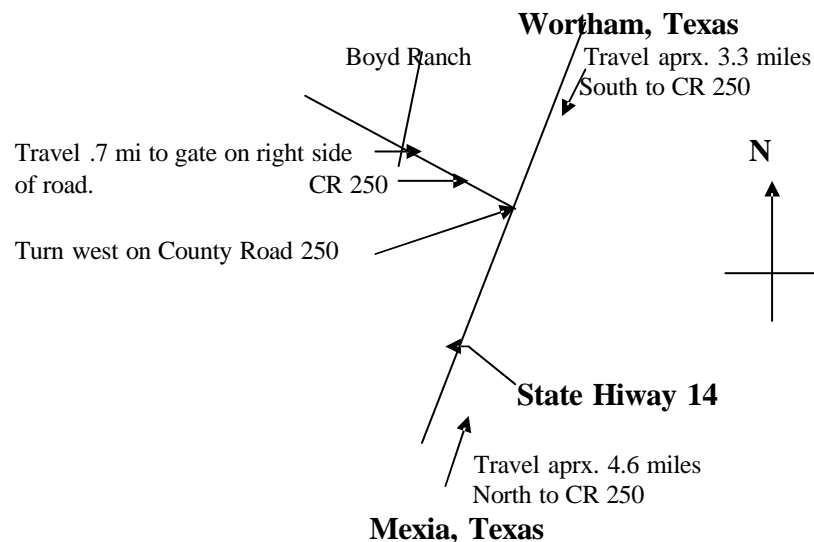 Wortham, Texas
Boyd Ranch
Travel aprx. 3.3 miles
South to CR 250
Travel .7 mi to gate on right side
of road.
CR 250
N
Turn west on County Road 250
State Hiway 14
Travel aprx. 4.6 miles
North to CR 250
Mexia, Texas